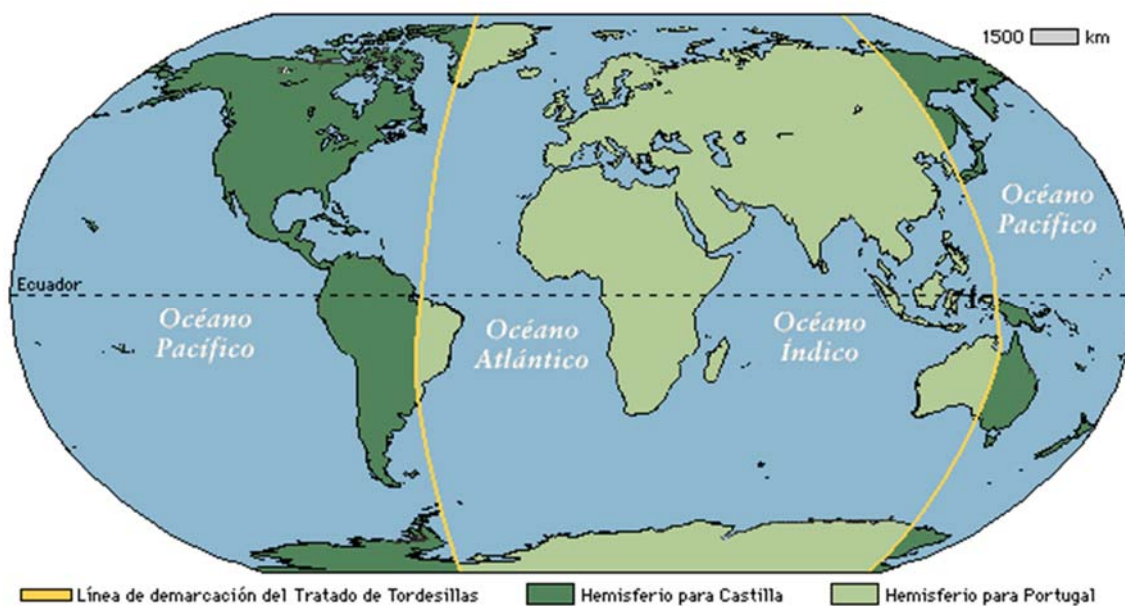 1500 km
Océano
Pacífico
Ecuador
Océano
Pacífico
Océano
Atlántico
Océano
Índico
Línea de demarcación del Tratado de Tordesillas
Hemisferio para Castilla
Hemisferio para Portugal